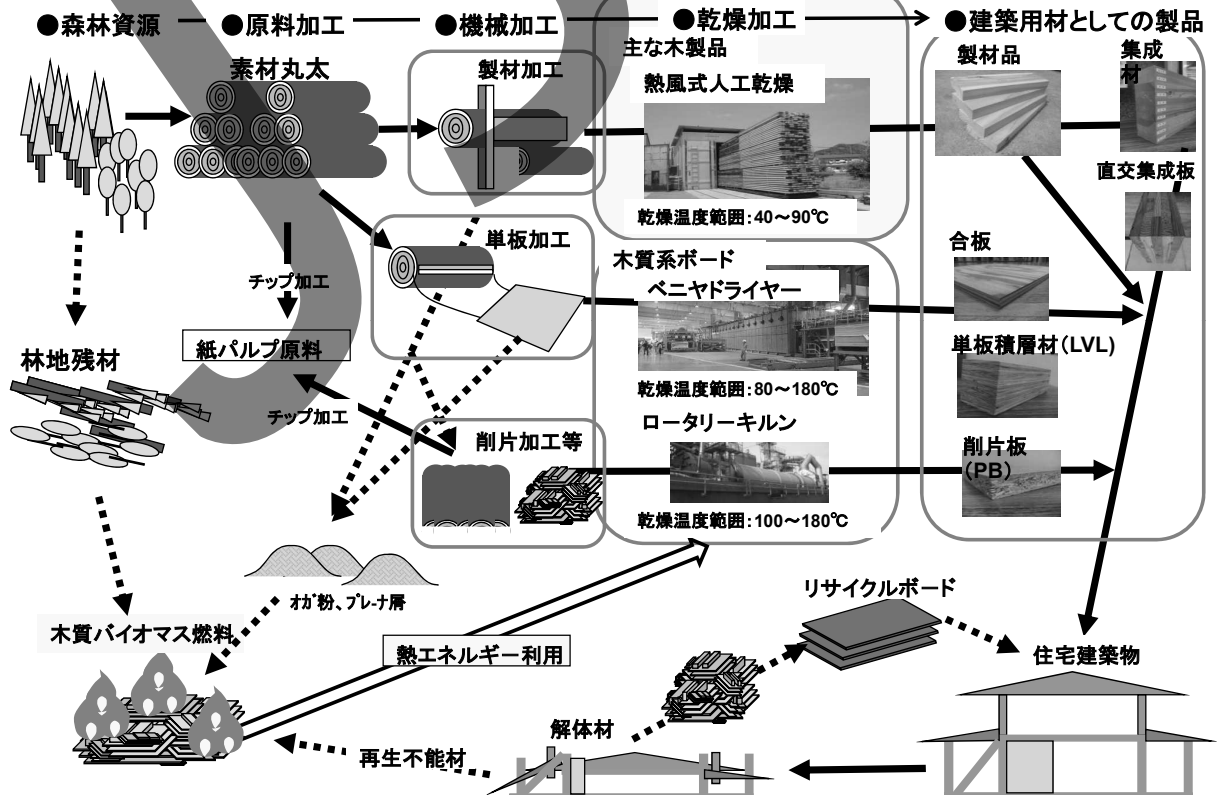 ●森林資源
●原料加工
●機械加工
●乾燥加工
●建築用材としての製品
素材丸太
製材加工
主な木製品
熱風式人工乾燥
乾燥温度範囲：40～90℃
製材品
集成
材
直交集成板
単板加工
チップ加工
紙パルプ原料
木質系ボード
ベニヤドライヤー
乾燥温度範囲：80～180℃
合板
単板積層材（LVL)
林地残材
チップ加工
削片加工等
ロータリーキルン
乾燥温度範囲：100～180℃
削片板
（PB）
オガ粉、プレーナ屑
木質バイオマス燃料
熱エネルギー利用
リサイクルボード
住宅建築物
解体材
再生不能材